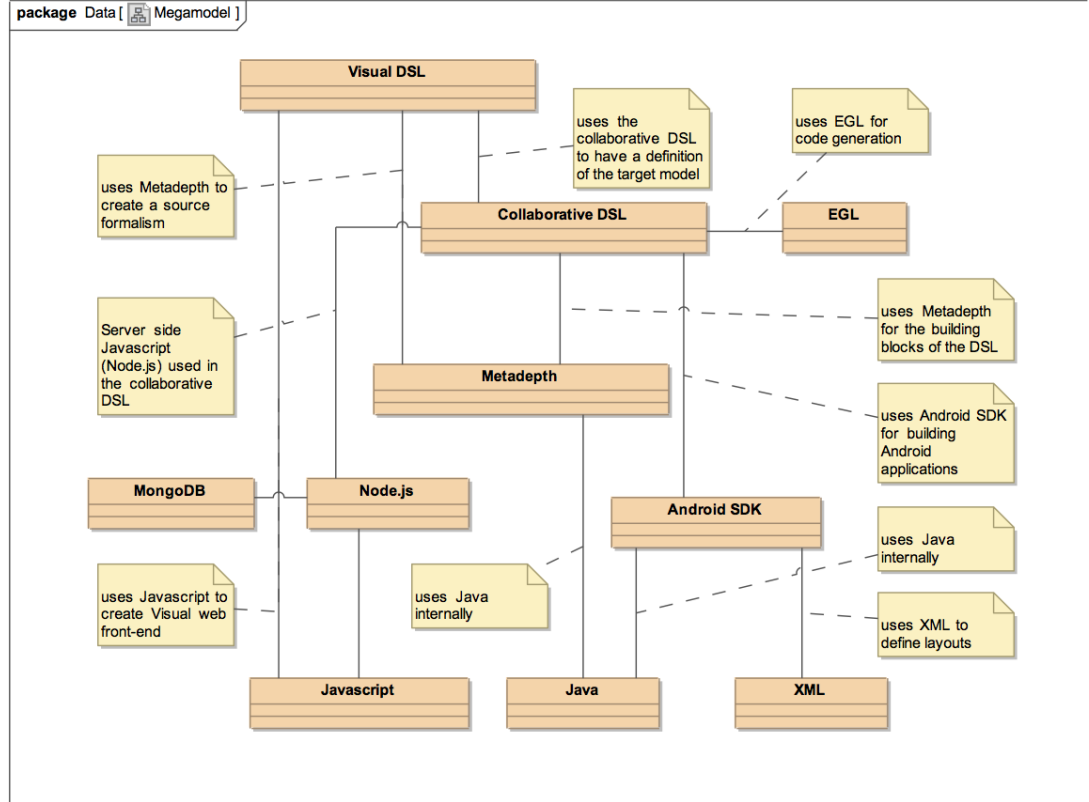 package Data [ Megamodel ]
Visual DSL
uses the
collaborative DSL
to have a definition
of the target model
uses EGL for
code generation
uses Metadepth to
create a source
formalism
Collaborative DSL
EGL
Server side
Javascript
(Node.js) used in
the collaborative
DSL
uses Metadepth
for the building
blocks of the DSL
Metadepth
uses Android SDK
for building
Android
applications
MongoDB
Node.js
Android SDK
uses Java
internally
uses Javascript to
create Visual web
front-end
uses Java
internally
uses XML to
define layouts
Javascript
Java
XML